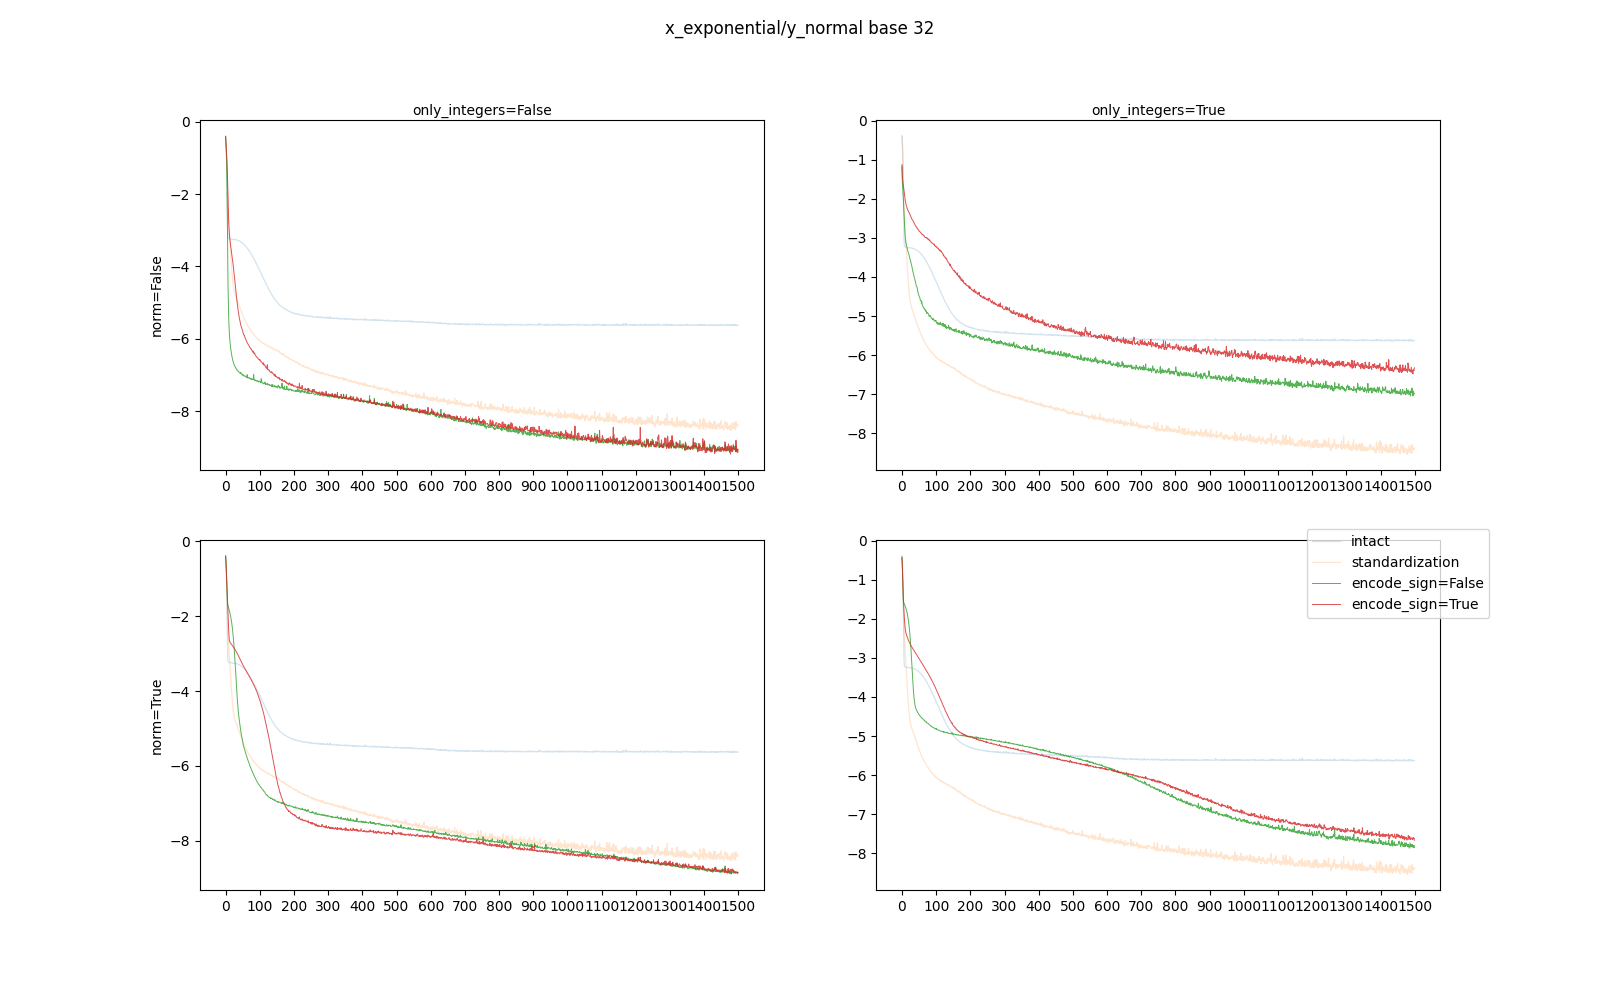 x_exponential/y_normal base 32
only_integers=False
only_integers=True
norm=False
0
−2
−4
−6
−8
0 100 200 300 400 500 600 700 800 900 1000 1100 1200 1300 1400 1500
0
−1
−2
−3
−4
−5
−6
−7
−8
0 100 200 300 400 500 600 700 800 900 1000 1100 1200 1300 1400 1500
norm=True
0
−2
−4
−6
−8
0 100 200 300 400 500 600 700 800 900 1000 1100 1200 1300 1400 1500
0
−1
−2
−3
−4
−5
−6
−7
−8
0 100 200 300 400 500 600 700 800 900 1000 1100 1200 1300 1400 1500
intact
standardization
encode_sign=False
encode_sign=True